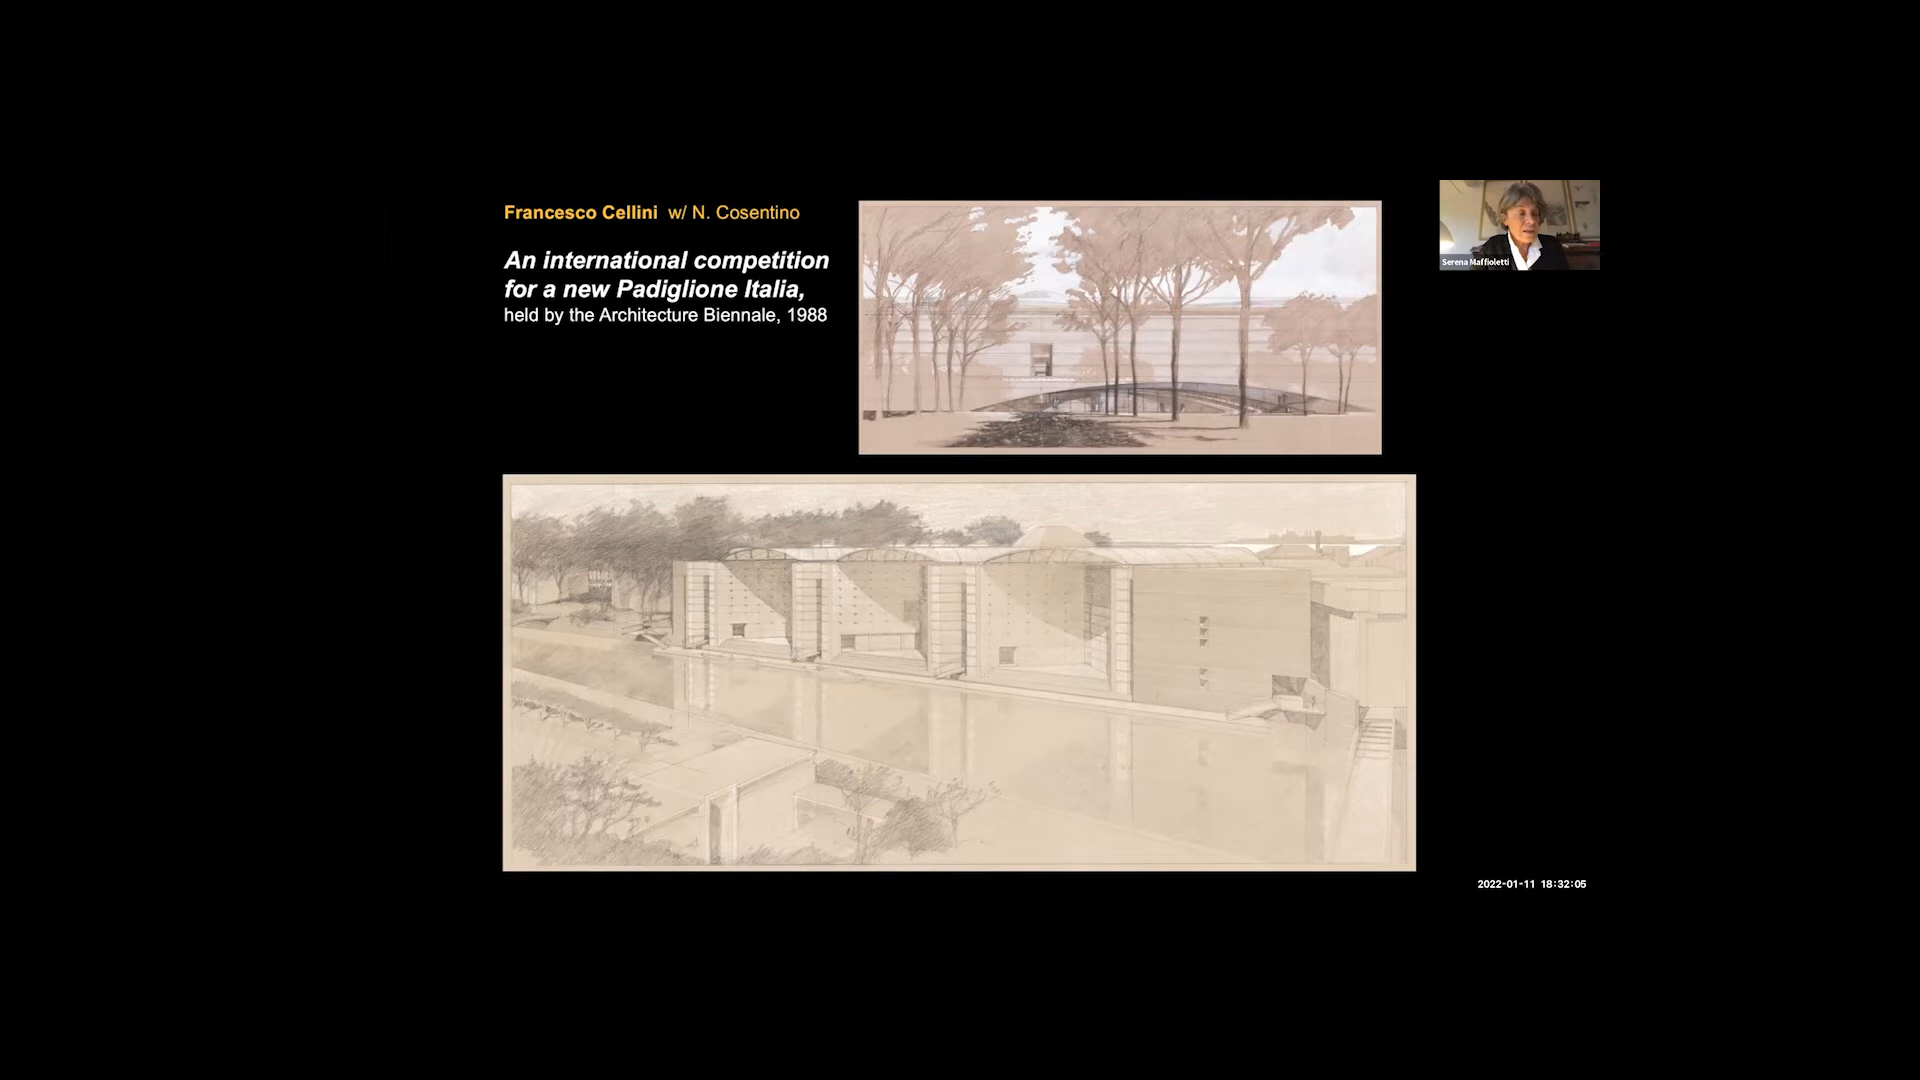 Francesco Cellini w/ N. Cosentino
An international competition
for a new Padiglione Italia,
held by the Architecture Biennale, 1988
Serena Maffioletti
2022-01-11 18:32:05